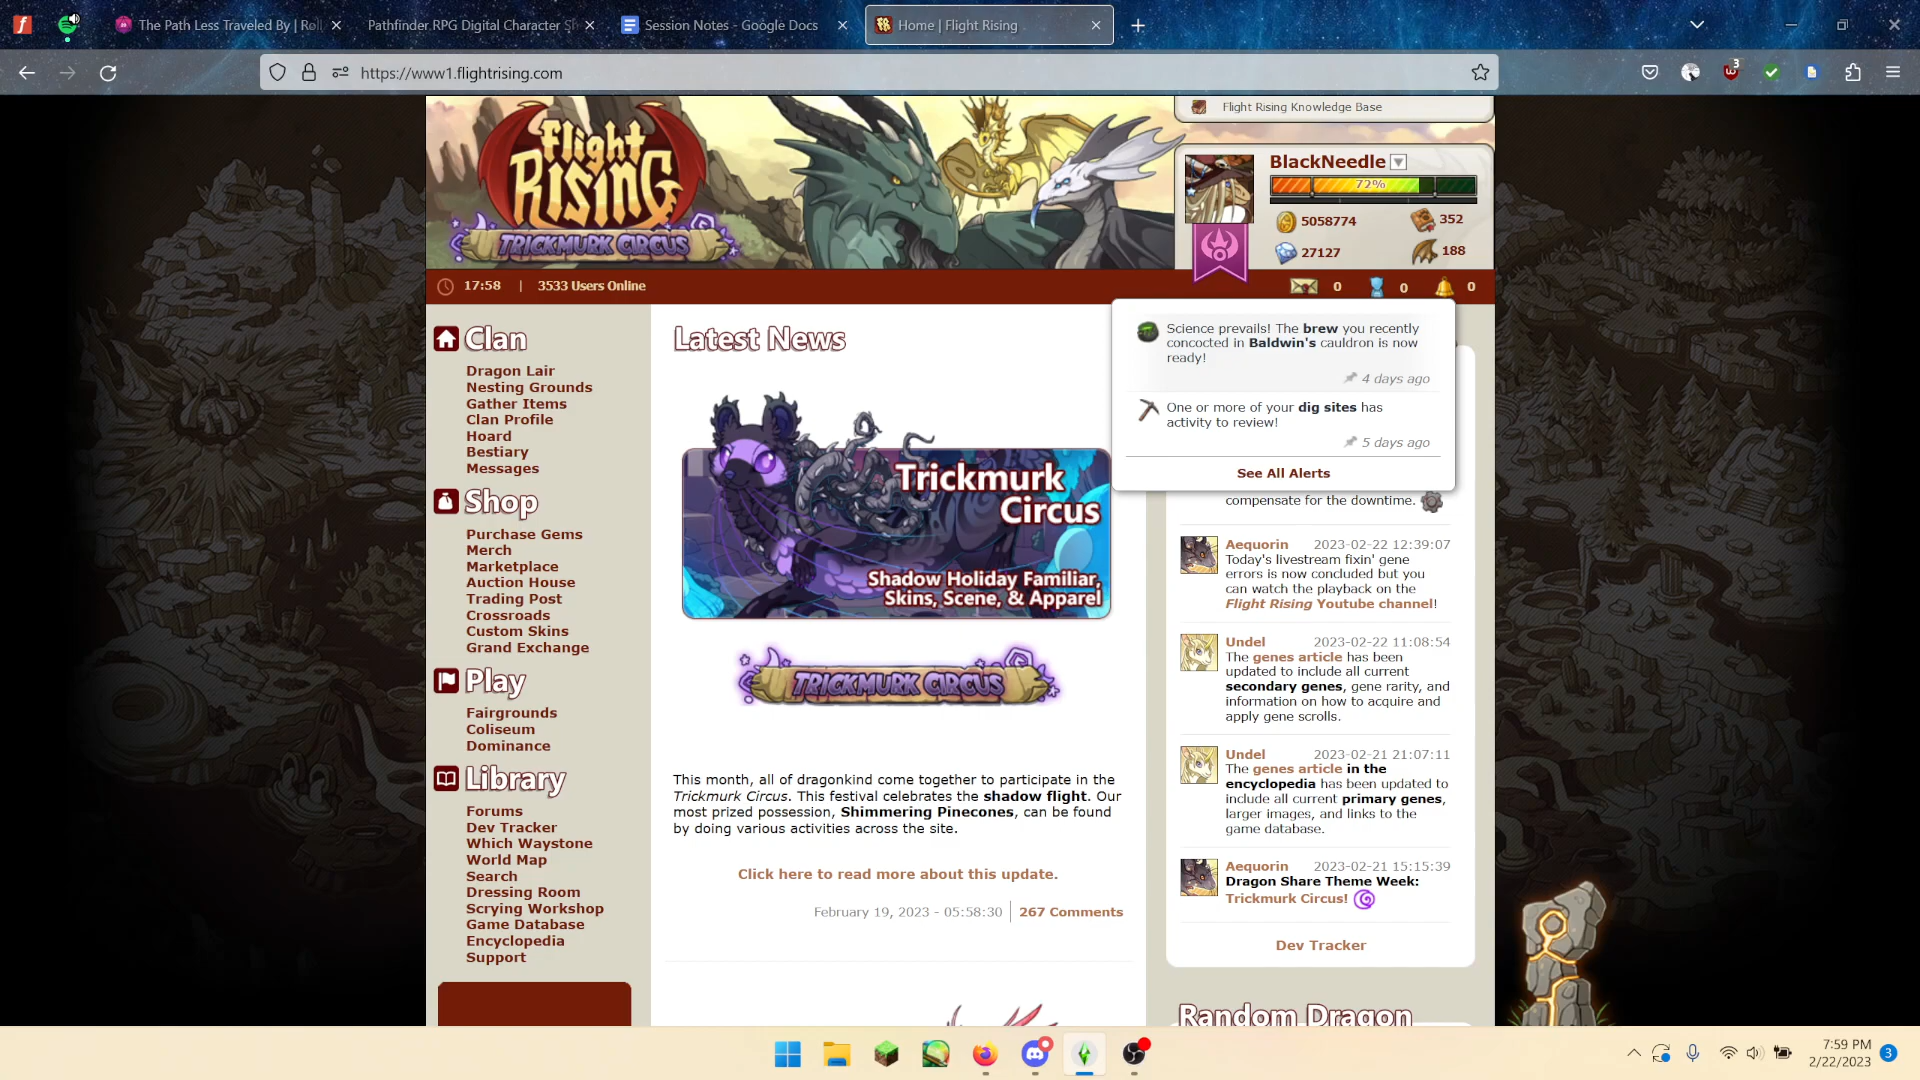 The Path Less Traveled By | Roll
Pathfinder RPG Digital Character S
Session Notes - Google Docs
Home | Flight Rising
https://www1.flightrising.com
3
Flight Rising Knowledge Base
Flight
RISING
TRICKMURK CIRCUS
BlackNeedle
72%
5058774
352
27127
188
17:58 | 3533 Users Online
0
0
0
Clan
Dragon Lair
Nesting Grounds
Gather Items
Clan Profile
Hoard
Bestiary
Messages
Shop
Purchase Gems
Merch
Marketplace
Auction House
Trading Post
Crossroads
Custom Skins
Grand Exchange
Play
Fairgrounds
Coliseum
Dominance
Library
Forums
Dev Tracker
Which Waystone
World Map
Search
Dressing Room
Scrying Workshop
Game Database
Encyclopedia
Support
Latest News
Trickmurk
Circus
Shadow Holiday Familiar,
Skins, Scene, & Apparel
TRICKMURK CIRCUS
This month, all of dragonkind come together to participate in the
Trickmurk Circus. This festival celebrates the shadow flight. Our
most prized possession, Shimmering Pinecones, can be found
by doing various activities across the site.
Click here to read more about this update.
February 19, 2023 - 05:58:30 | 267 Comments
Science prevails! The brew you recently
concocted in Baldwin's cauldron is now
ready!
4 days ago
One or more of your dig sites has
activity to review!
5 days ago
See All Alerts
compensate for the downtime.
Aequorin 2023-02-22 12:39:07
Today's livestream fixin' gene
errors is now concluded but you
can watch the playback on the
Flight Rising Youtube channel!
Undel 2023-02-22 11:08:54
The genes article has been
updated to include all current
secondary genes, gene rarity, and
information on how to acquire and
apply gene scrolls.
Undel 2023-02-21 21:07:11
The genes article in the
encyclopedia has been updated to
include all current primary genes,
larger images, and links to the
game database.
Aequorin 2023-02-21 15:15:39
Dragon Share Theme Week:
Trickmurk Circus!
Dev Tracker
Random Dragon
7:59 PM
2/22/2023
3